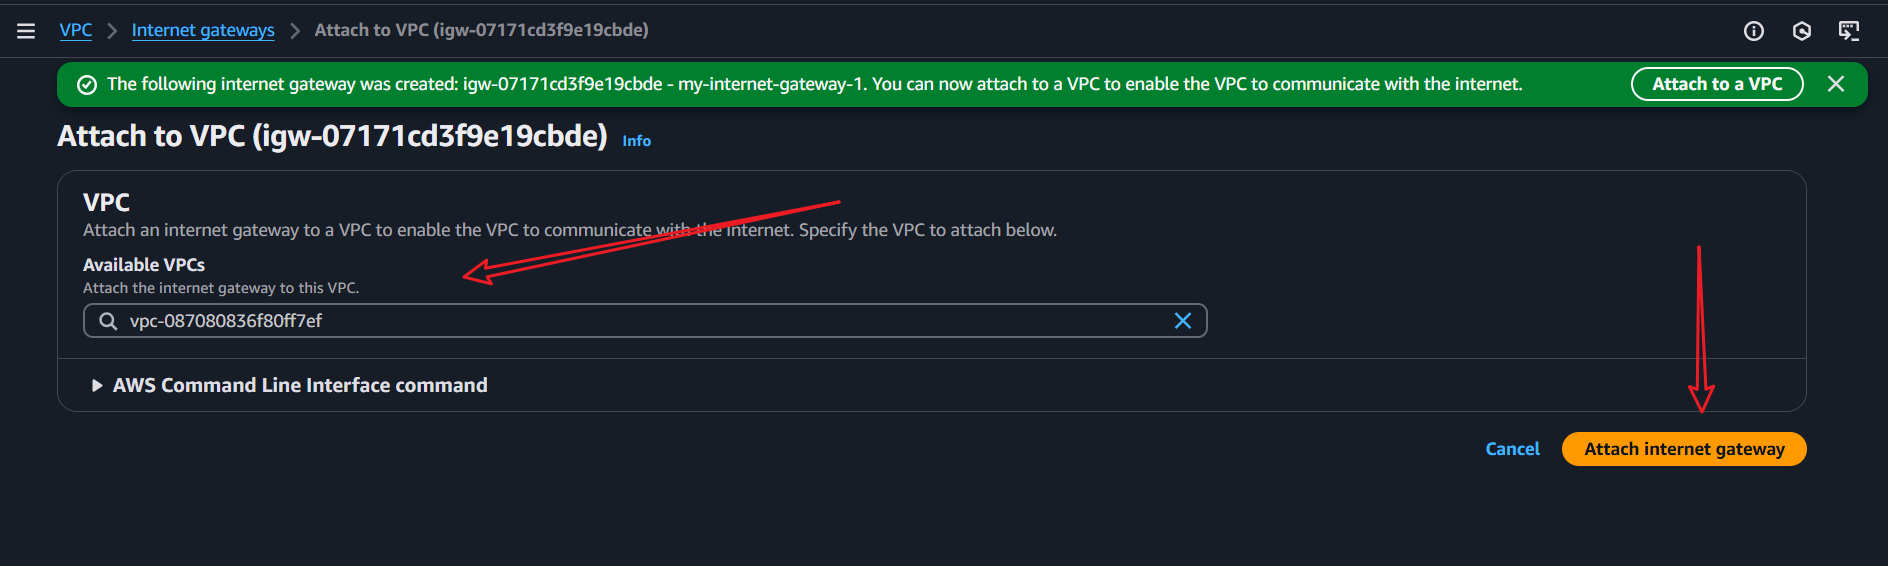 VPC > Internet gateways > Attach to VPC (igw-07171cd3f9e19cbde)
The following internet gateway was created: igw-07171cd3f9e19cbde - my-internet-gateway-1. You can now attach to a VPC to enable the VPC to communicate with the internet. Attach to a VPC
Attach to VPC (igw-07171cd3f9e19cbde) Info
VPC
Attach an internet gateway to a VPC to enable the VPC to communicate with the internet. Specify the VPC to attach below.
Available VPCs
Attach the internet gateway to this VPC.
vpc-087080836f80ff7ef
AWS Command Line Interface command
Cancel Attach internet gateway